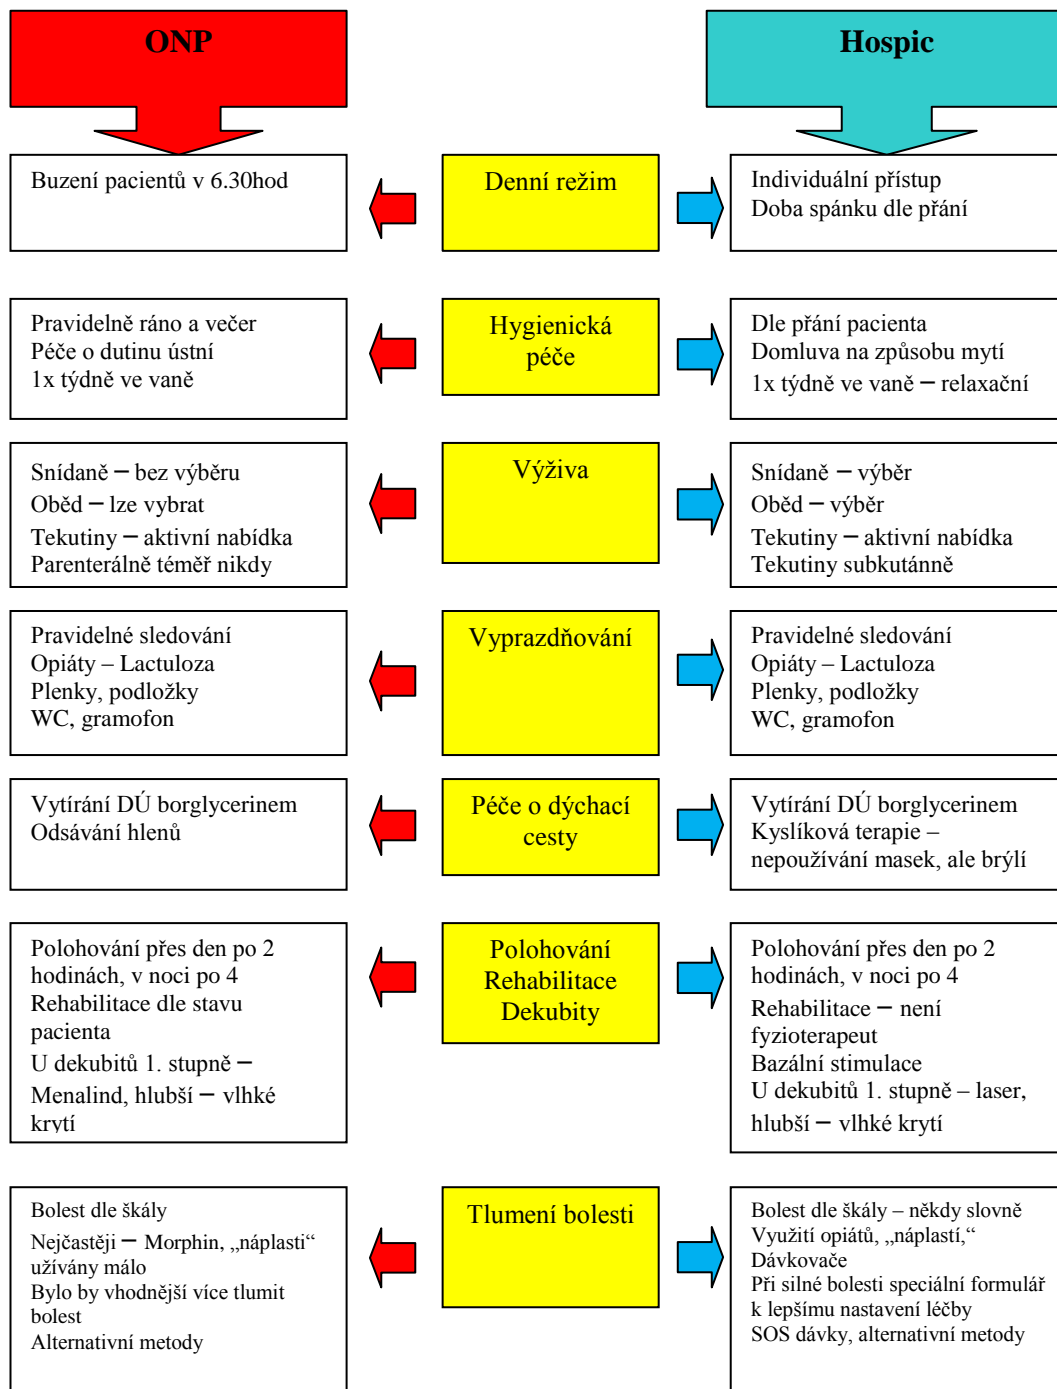 ONP
Hospic
Buzení pacientů v 6.30hod
Denní režim
Individuální přístup
Doba spánku dle přání
Pravidelně ráno a večer
Péče o dutinu ústní
1x týdně ve vaně
Hygienická
péče
Dle přání pacienta
Domluva na způsobu mytí
1x týdně ve vaně – relaxační
Snídaně – bez výběru
Oběd – lze vybrat
Tekutiny – aktivní nabídka
Parenterálně téměř nikdy
Výživa
Snídaně – výběr
Oběd – výběr
Tekutiny – aktivní nabídka
Tekutiny subkutánně
Pravidelné sledování
Opiáty – Lactuloza
Plenky, podložky
WC, gramofon
Vyprazdňování
Pravidelné sledování
Opiáty – Lactuloza
Plenky, podložky
WC, gramofon
Vytírání DÚ borglycerinem
Odsávání hlenů
Péče o dýchací
cesty
Vytírání DÚ borglycerinem
Kyslíková terapie –
nepoužívání masek, ale brýlí
Polohování přes den po 2
hodinách, v noci po 4
Rehabilitace dle stavu
pacienta
U dekubitů 1. stupně –
Menalind, hlubší – vlhké
krytí
Polohování
Rehabilitace
Dekubity
Polohování přes den po 2
hodinách, v noci po 4
Rehabilitace – není
fyzioterapeut
Bazální stimulace
U dekubitů 1. stupně – laser,
hlubší – vlhké krytí
Bolest dle škály
Nejčastěji – Morphin, „náplasti“
užívány málo
Bylo by vhodnější více tlumit
bolest
Alternativní metody
Tlumení bolesti
Bolest dle škály – někdy slovně
Využití opiátů, „náplastí,“
Dávkovače
Při silné bolesti speciální formulář
k lepšímu nastavení léčby
SOS dávky, alternativní metody